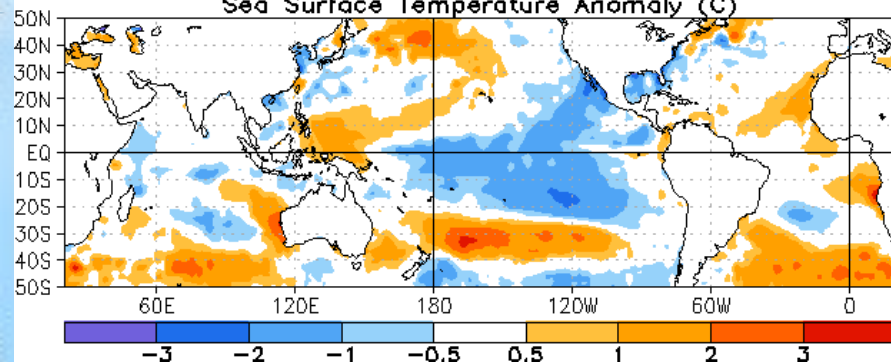 Sea Surface Temperature Anomaly (C)
50N
40N
30N
20N
10N
EQ
10S
20S
30S
40S
50S
60E 120E 180 120W 60W 0
-3 -2 -1 -0.5 0.5 1 2 3